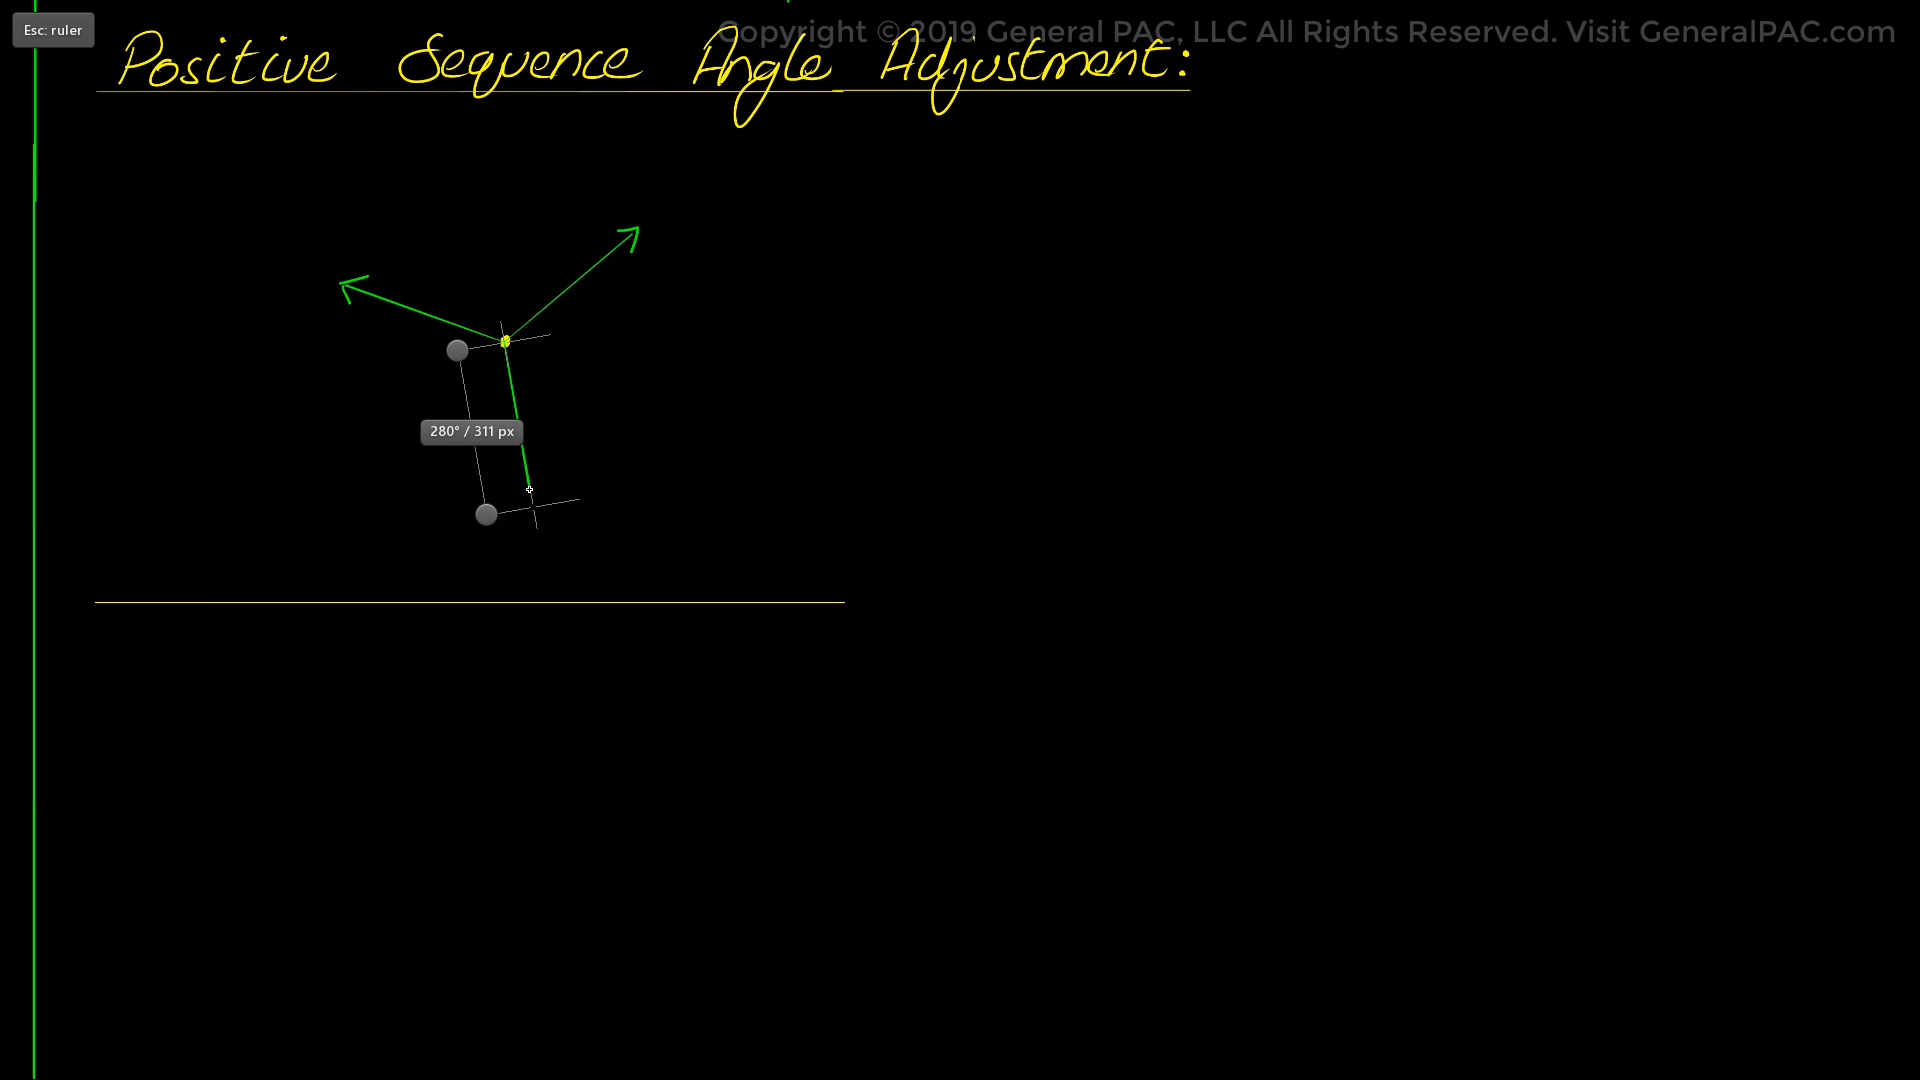 Esc: ruler
Copyright © 2019 General PAC, LLC All Rights Reserved. Visit GeneralPAC.com
Positive Sequence Angle Adjustment:
280° / 311 px